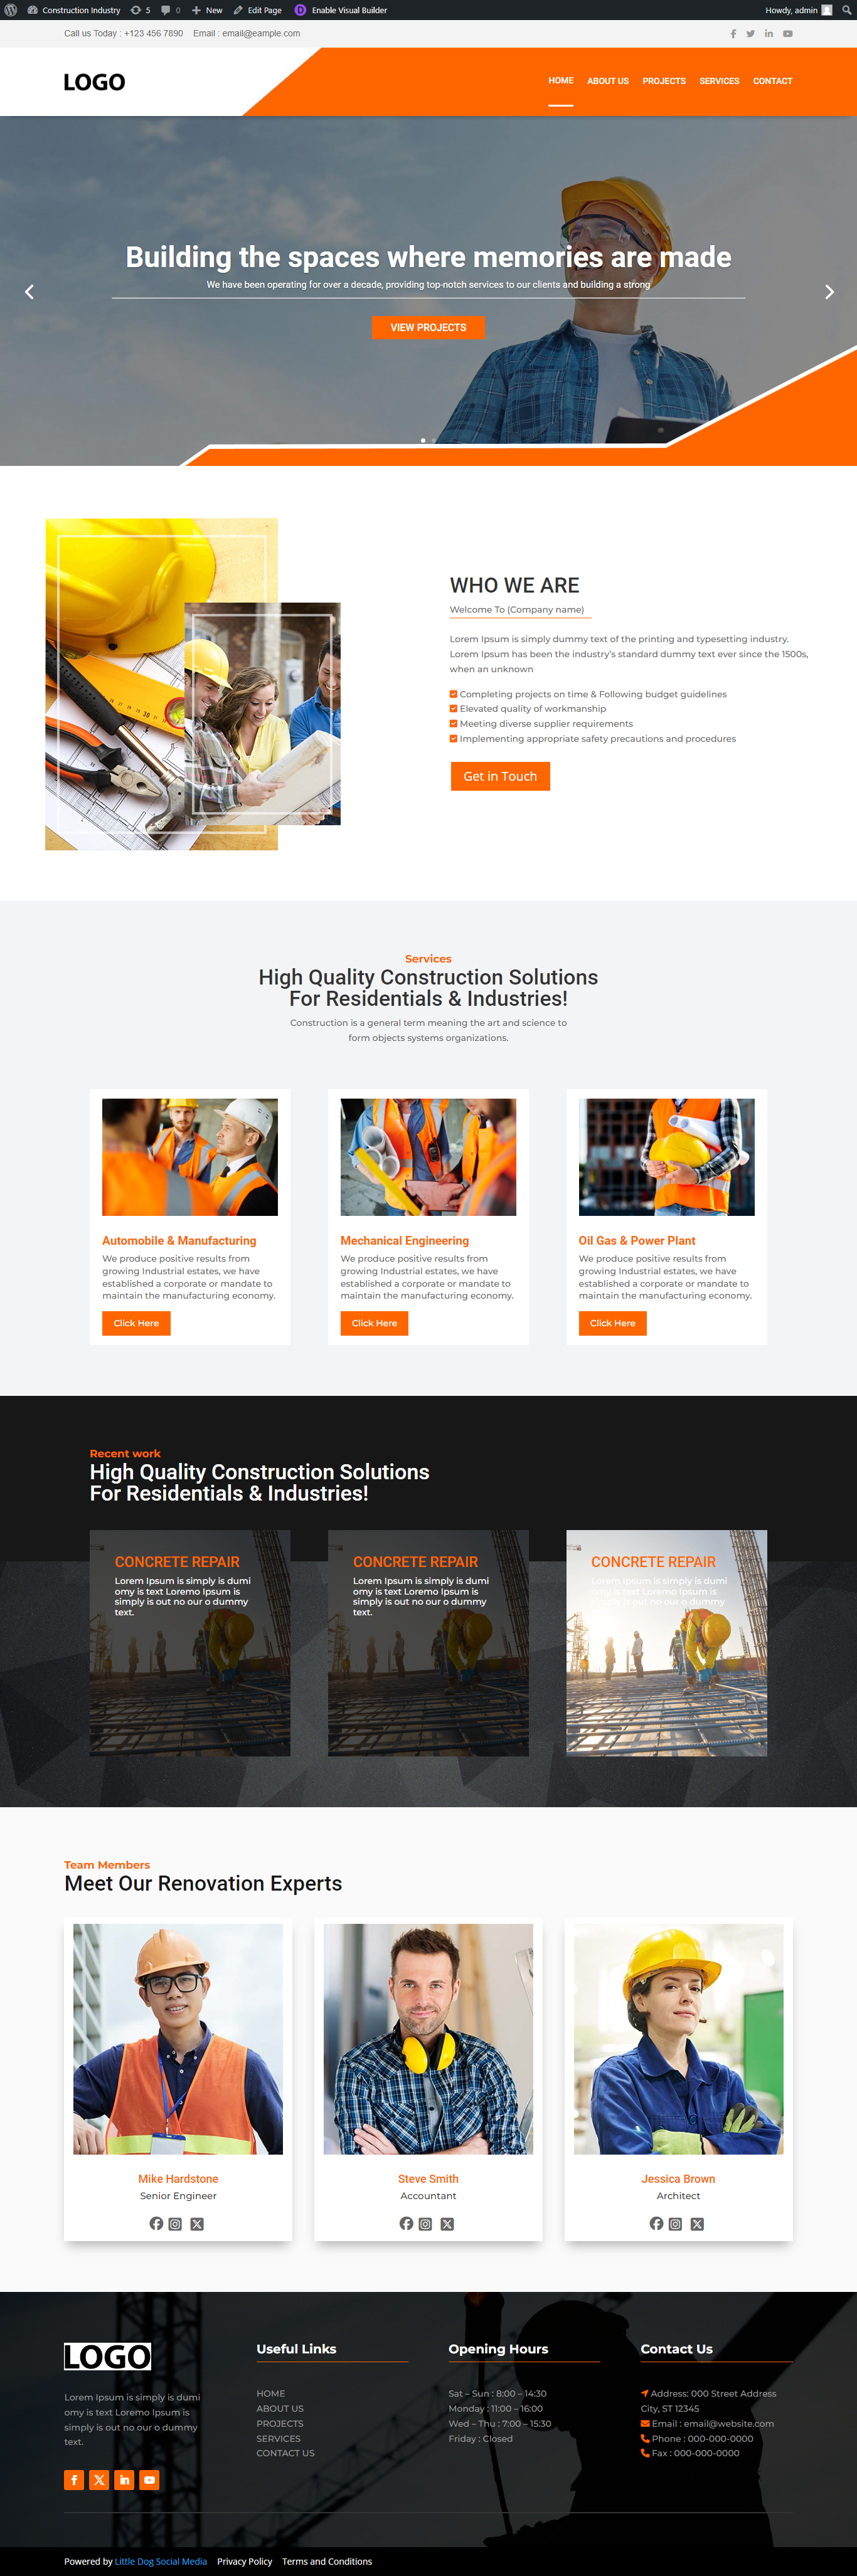 Construction Industry 5 0 New Edit Page Enable Visual Builder Howdy, admin
Call us Today : +123 456 7890 Email : email@eample.com
LOGO
HOME ABOUT US PROJECTS SERVICES CONTACT
Building the spaces where memories are made
We have been operating for over a decade, providing top-notch services to our clients and building a strong
VIEW PROJECTS
WHO WE ARE
Welcome To (Company name)
Lorem Ipsum is simply dummy text of the printing and typesetting industry.
Lorem Ipsum has been the industry's standard dummy text ever since the 1500s,
when an unknown
Completing projects on time & Following budget guidelines
Elevated quality of workmanship
Meeting diverse supplier requirements
Implementing appropriate safety precautions and procedures
Get in Touch
Services
High Quality Construction Solutions
For Residentials & Industries!
Construction is a general term meaning the art and science to
form objects systems organizations.
Automobile & Manufacturing
We produce positive results from
growing Industrial estates, we have
established a corporate or mandate to
maintain the manufacturing economy.
Click Here
Mechanical Engineering
We produce positive results from
growing Industrial estates, we have
established a corporate or mandate to
maintain the manufacturing economy.
Click Here
Oil Gas & Power Plant
We produce positive results from
growing Industrial estates, we have
established a corporate or mandate to
maintain the manufacturing economy.
Click Here
Recent work
High Quality Construction Solutions
For Residentials & Industries!
CONCRETE REPAIR
Lorem Ipsum is simply is dumi
omy is text Loremo Ipsum is
simply is out no our o dummy
text.
CONCRETE REPAIR
Lorem Ipsum is simply is dumi
omy is text Loremo Ipsum is
simply is out no our o dummy
text.
CONCRETE REPAIR
Lorem Ipsum is simply is dumi
omy is text Loremo Ipsum is
simply is out no our o dummy
Team Members
Meet Our Renovation Experts
Mike Hardstone
Senior Engineer
Steve Smith
Accountant
Jessica Brown
Architect
LOGO
Lorem Ipsum is simply is dumi
omy is text Loremo Ipsum is
simply is out no our o dummy
text.
Useful Links
HOME
ABOUT US
PROJECTS
SERVICES
CONTACT US
Opening Hours
Sat – Sun : 8:00 – 14:30
Monday : 11:00 – 16:00
Wed – Thu : 7:00 – 15:30
Friday : Closed
Contact Us
Address: 000 Street Address
City, ST 12345
Email : email@website.com
Phone : 000-000-0000
Fax : 000-000-0000
Powered by Little Dog Social Media Privacy Policy Terms and Conditions